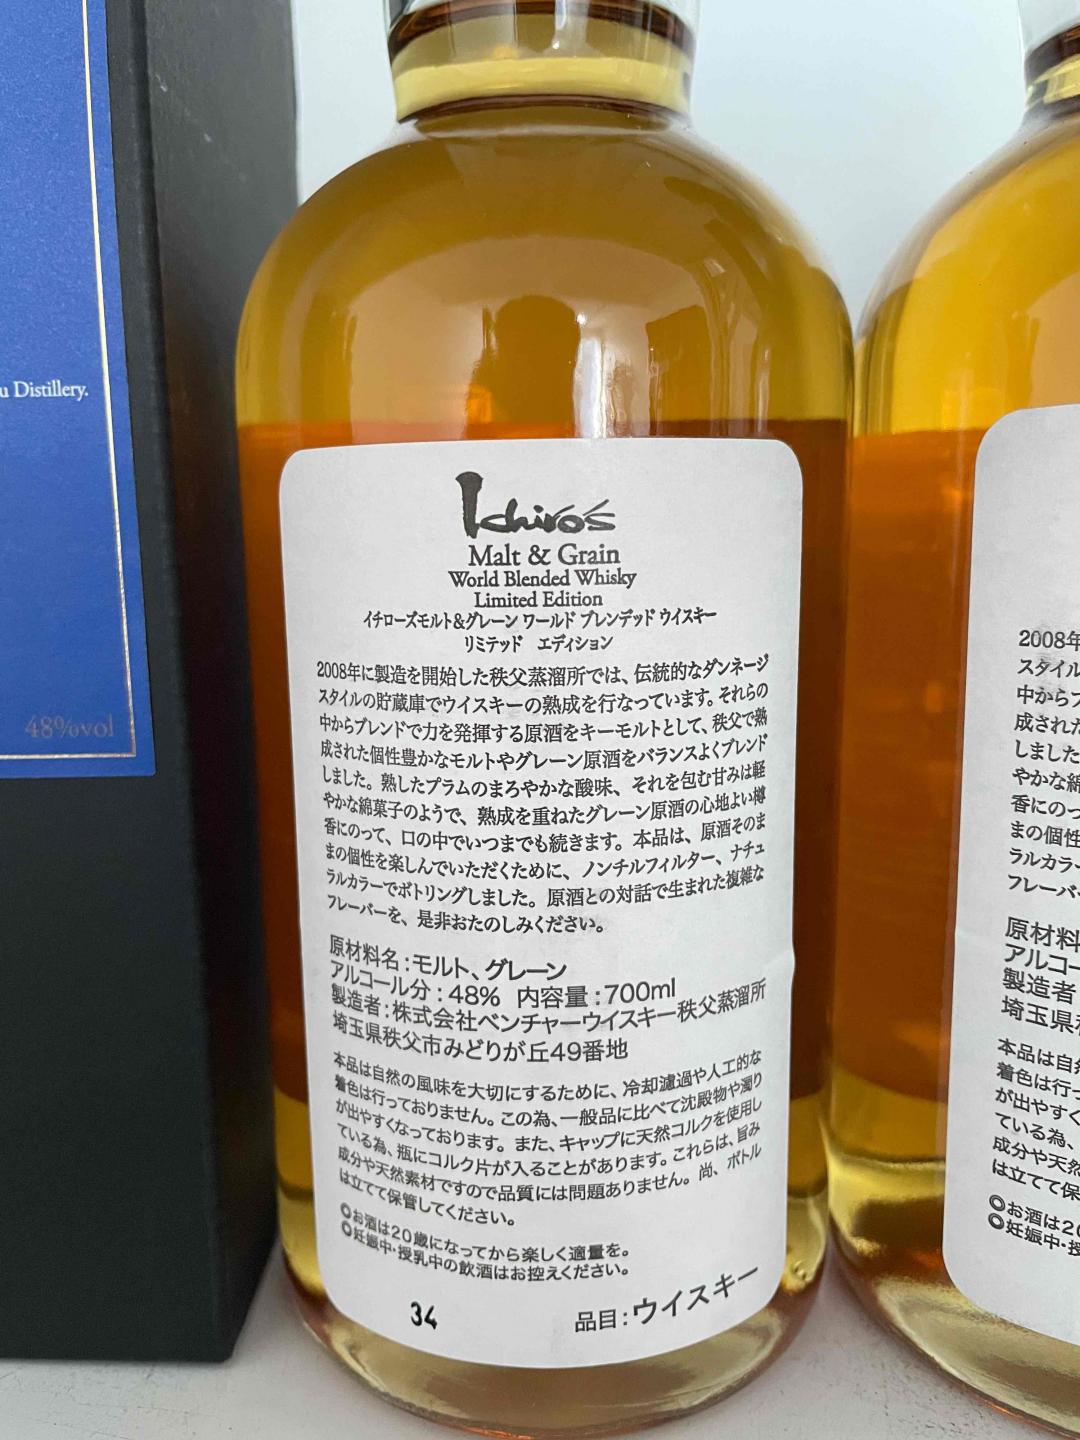 u Distillery.
48%vol
Ichiro's
Malt & Grain
World Blended Whisky
Limited Edition
イチローズモルト&グレーン ワールド ブレンデッド ウイスキー
リミテッド エディション
2008年に製造を開始した秩父蒸溜所では、伝統的なダンネージ
スタイルの貯蔵庫でウイスキーの熟成を行なっています。それらの
中からブレンドで力を発揮する原酒をキーモルトとして、秩父で熟
成された個性豊かなモルトやグレーン原酒をバランスよくブレンド
しました。熟したプラムのまろやかな酸味、それを包む甘みは軽
やかな綿菓子のようで、熟成を重ねたグレーン原酒の心地よい樽
香にのって、口の中でいつまでも続きます。本品は、原酒そのま
まの個性を楽しんでいただくために、ノンチルフィルター、ナチュ
ラルカラーでボトリングしました。原酒との対話で生まれた複雑な
フレーバーを、是非おたのしみください。
原材料名:モルト、グレーン
アルコール分:48% 内容量:700ml
製造者:株式会社ベンチャーウイスキー秩父蒸溜所
埼玉県秩父市みどりが丘49番地
本品は自然の風味を大切にするために、冷却濾過や人工的な
着色は行っておりません。この為、一般品に比べて沈殿物や濁り
が出やすくなっております。また、キャップに天然コルクを使用し
ている為、瓶にコルク片が入ることがあります。これらは、旨み
成分や天然素材ですので品質には問題ありません。尚、ボトル
は立てて保管してください。
◎お酒は20歳になってから楽しく適量を。
◎妊娠中・授乳中の飲酒はお控えください。
34
品目:ウイスキー
2008年
スタイル
中からブ
成された
しました
やかな綿
香にのっ
まの個性
ラルカラー
フレーバー
原材料
アルコー
製造者
埼玉県
本品は自然
着色は行っ
が出やすく
ている為、
成分や天然
は立てて保
◎お酒は20
◎妊娠中・授